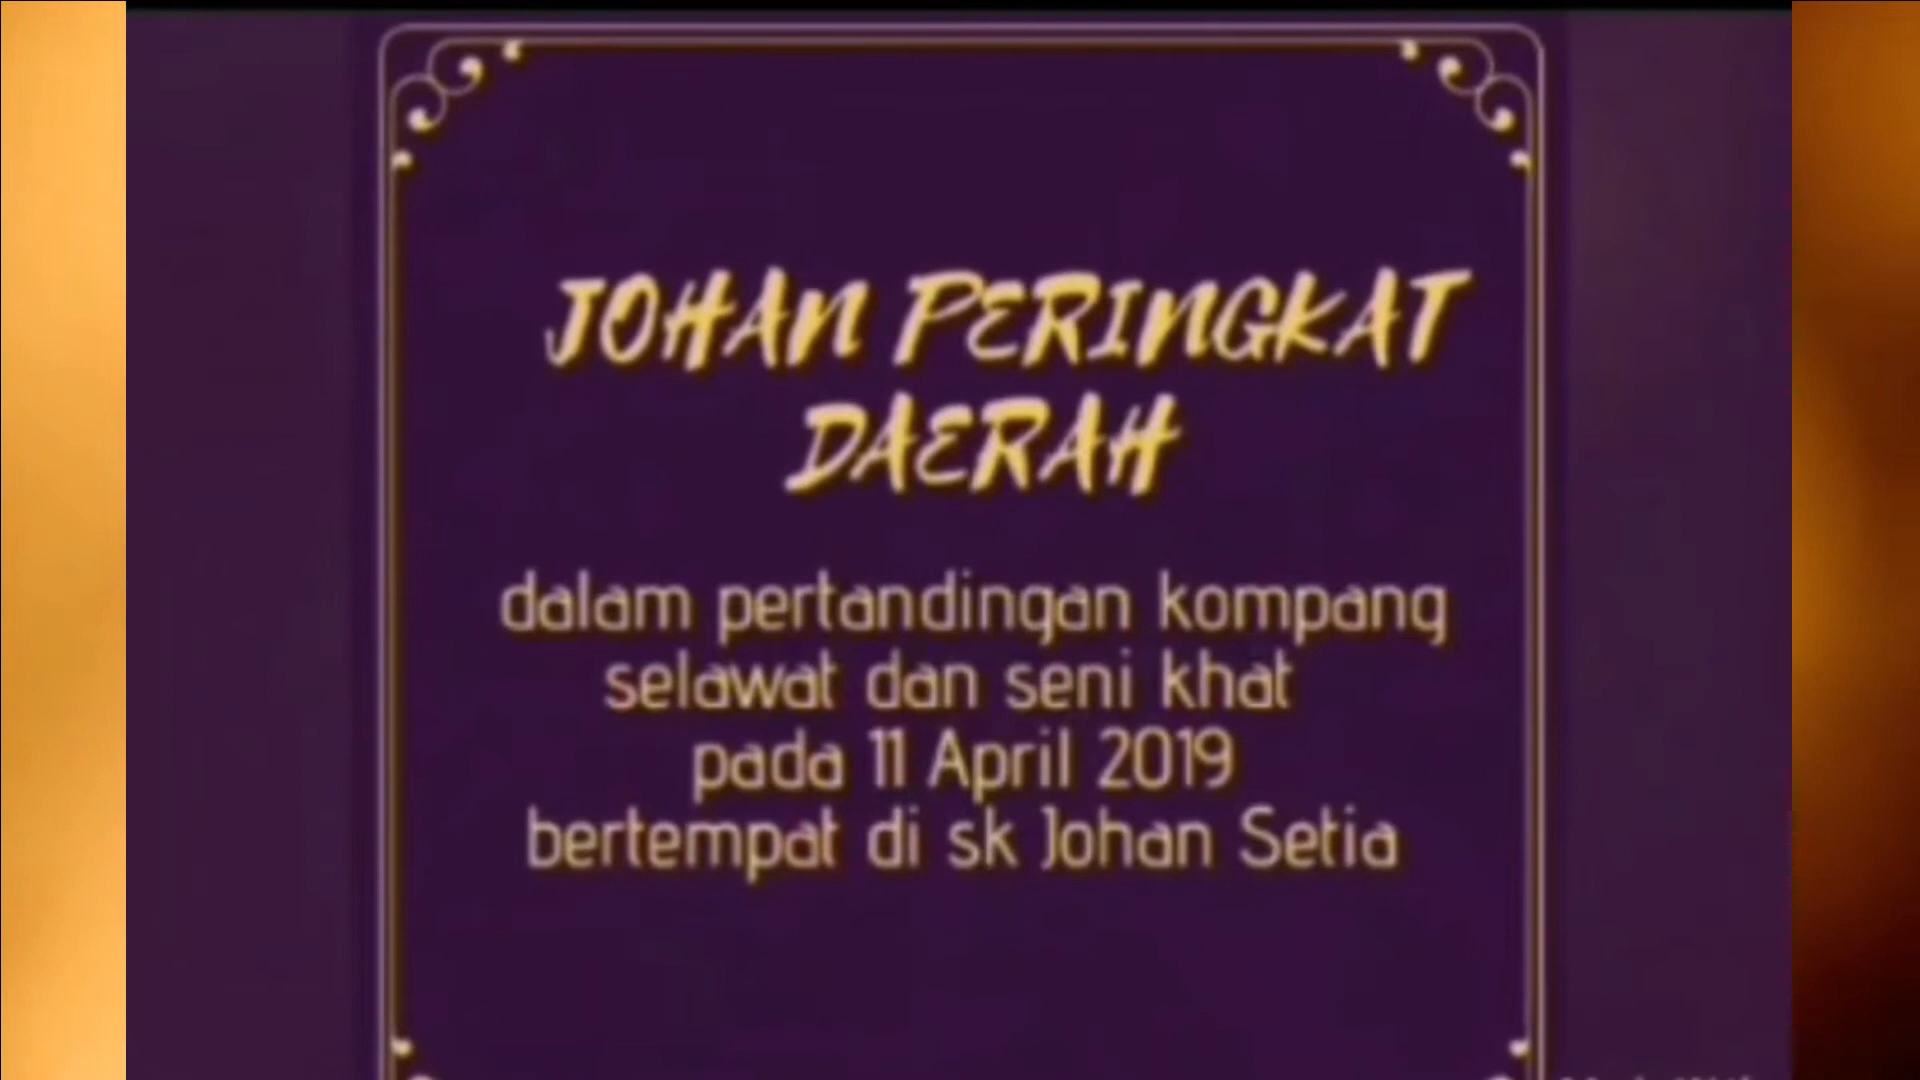 JOHAN PERINGKAT
DAERAH
dalam pertandingan kompang
selawat dan seni khat
pada 11 April 2019
bertempat di sk Johan Setia